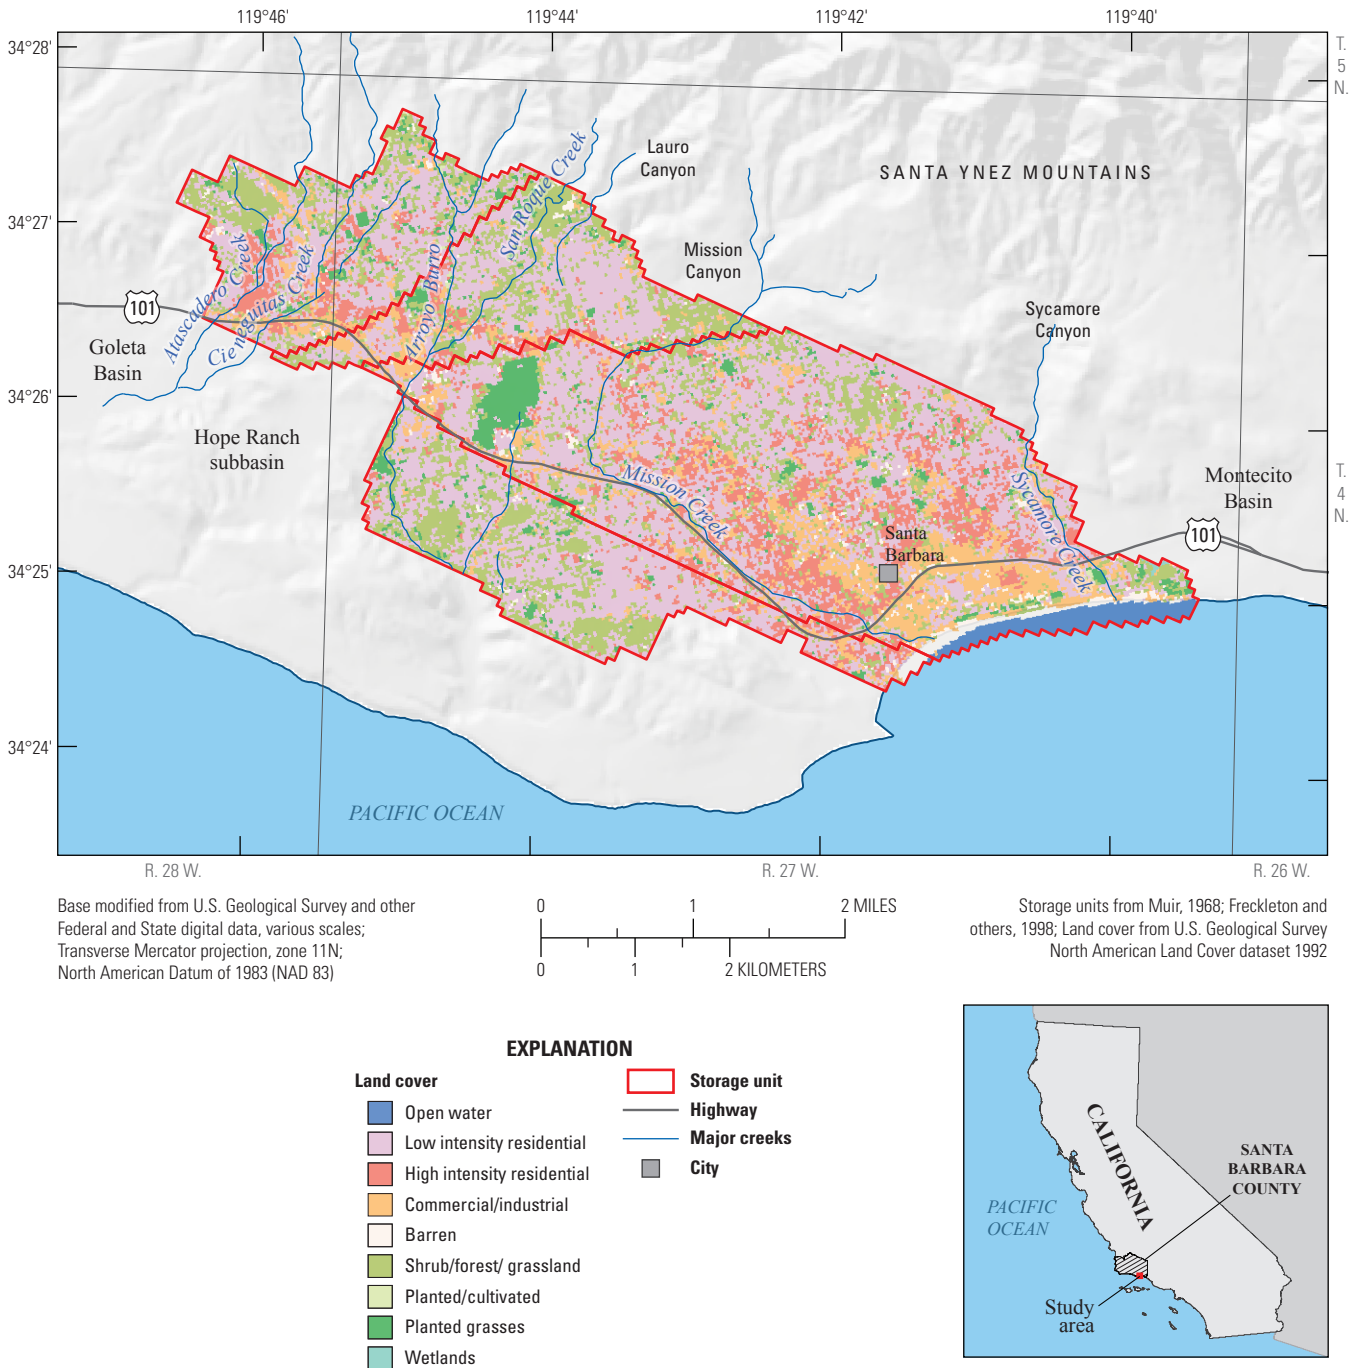 119°46'
119°44'
119°42'
119°40'
34°28'
34°27'
34°26'
34°25'
34°24'
T.
5
N.
T.
4
N.
Lauro
Canyon
SANTA YNEZ MOUNTAINS
San Roque Creek
Mission
Canyon
Atascadero Creek
Cieneguitas Creek
Arroyo Burro
Sycamore
Canyon
101
Goleta
Basin
Hope Ranch
subbasin
Mission Creek
Sycamore Creek
Montecito
Basin
101
Santa
Barbara
PACIFIC OCEAN
R. 28 W.
R. 27 W.
R. 26 W.
Base modified from U.S. Geological Survey and other
Federal and State digital data, various scales;
Transverse Mercator projection, zone 11N;
North American Datum of 1983 (NAD 83)
0 1 2 MILES
0 1 2 KILOMETERS
Storage units from Muir, 1968; Freckleton and
others, 1998; Land cover from U.S. Geological Survey
North American Land Cover dataset 1992
EXPLANATION
Land cover
Open water
Low intensity residential
High intensity residential
Commercial/industrial
Barren
Shrub/forest/ grassland
Planted/cultivated
Planted grasses
Wetlands
Storage unit
Highway
Major creeks
City
CALIFORNIA
SANTA
BARBARA
COUNTY
PACIFIC
OCEAN
Study
area